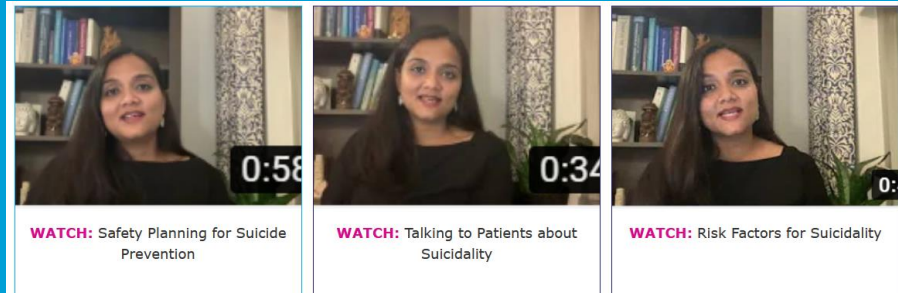 0:58
0:34
0:
WATCH: Safety Planning for Suicide
Prevention
WATCH: Talking to Patients about
Suicidality
WATCH: Risk Factors for Suicidality